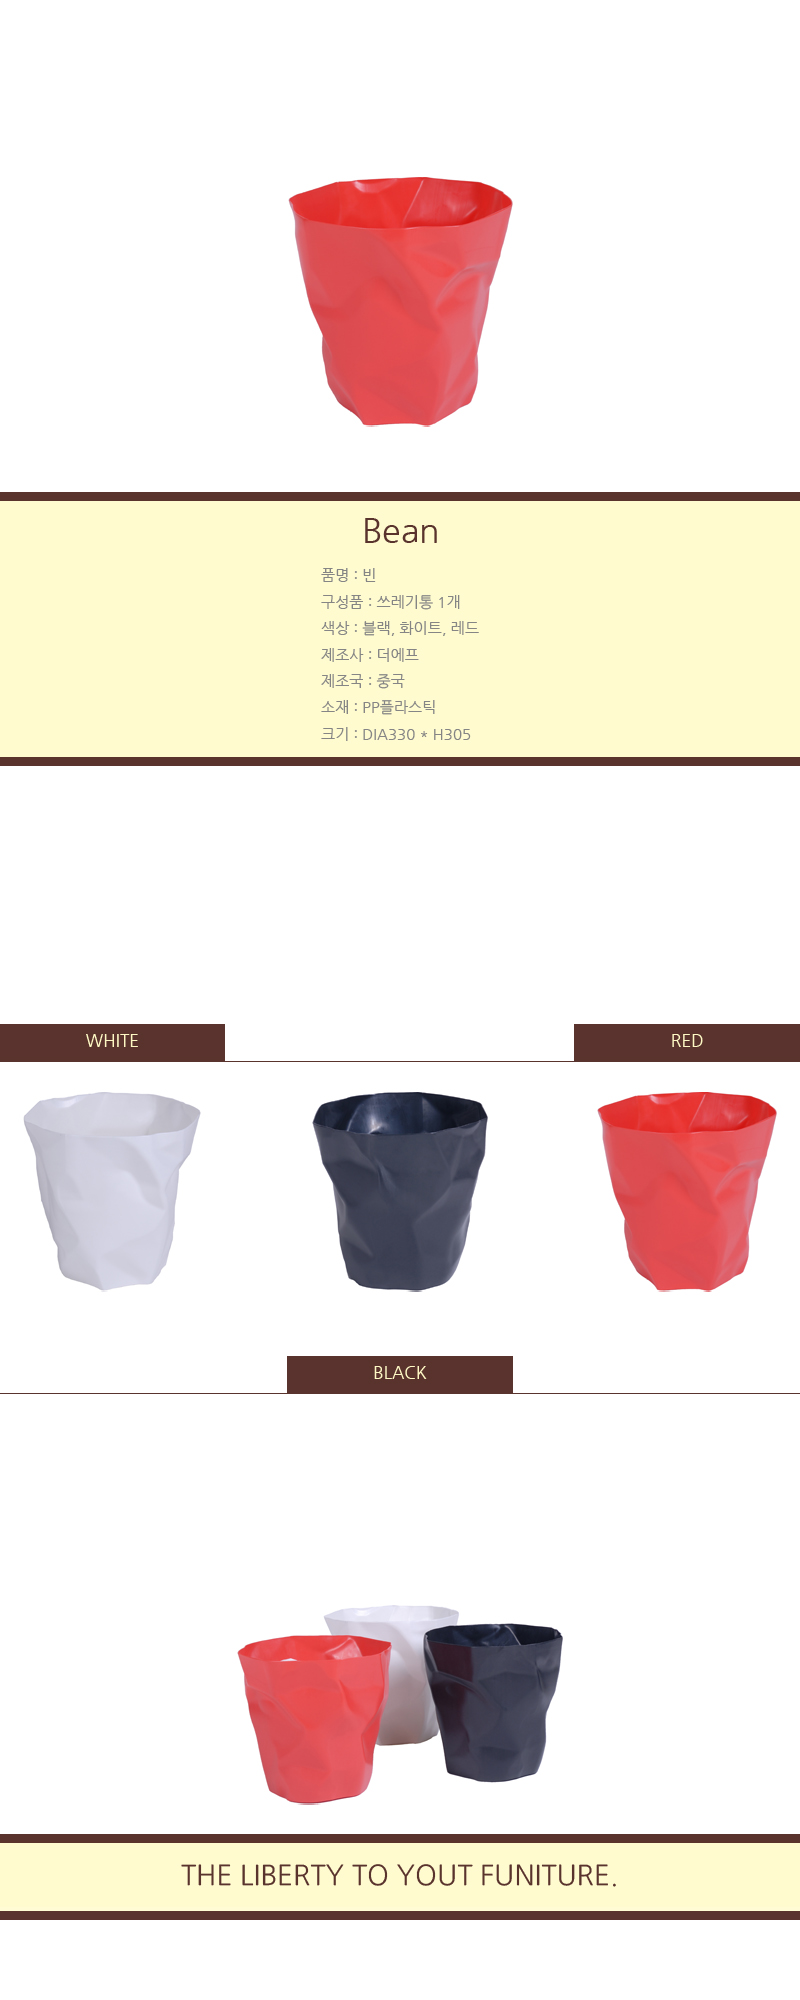 Bean
품명 : 빈
구성품 : 쓰레기통 1개
색상 : 블랙, 화이트, 레드
제조사 : 더에프
제조국 : 중국
소재 : PP플라스틱
크기 : DIA330 * H305
WHITE
RED
BLACK
THE LIBERTY TO YOUT FUNITURE.